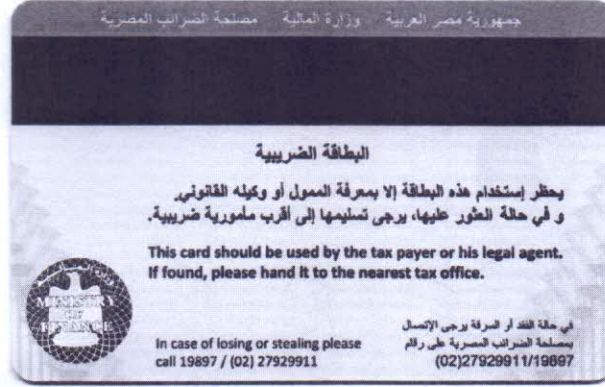 جمهورية مصر العربية وزارة المالية مصلحة الضرائب المصرية
البطاقة الضريبية
يحظر إستخدام هذه البطاقة إلا بمعرفة الممول أو وكيله القانوني.
و في حالة العثور عليها، يرجى تسليمها إلى أقرب مأمورية ضريبية.
This card should be used by the tax payer or his legal agent.
If found, please hand it to the nearest tax office.
MINISTRY
OF
FINANCE
In case of losing or stealing please
call 19897 / (02) 27929911
في حالة الفقد أو السرقة يرجى الإتصال
بمصلحة الضرائب المصرية على رقم
(02)27929911/19897